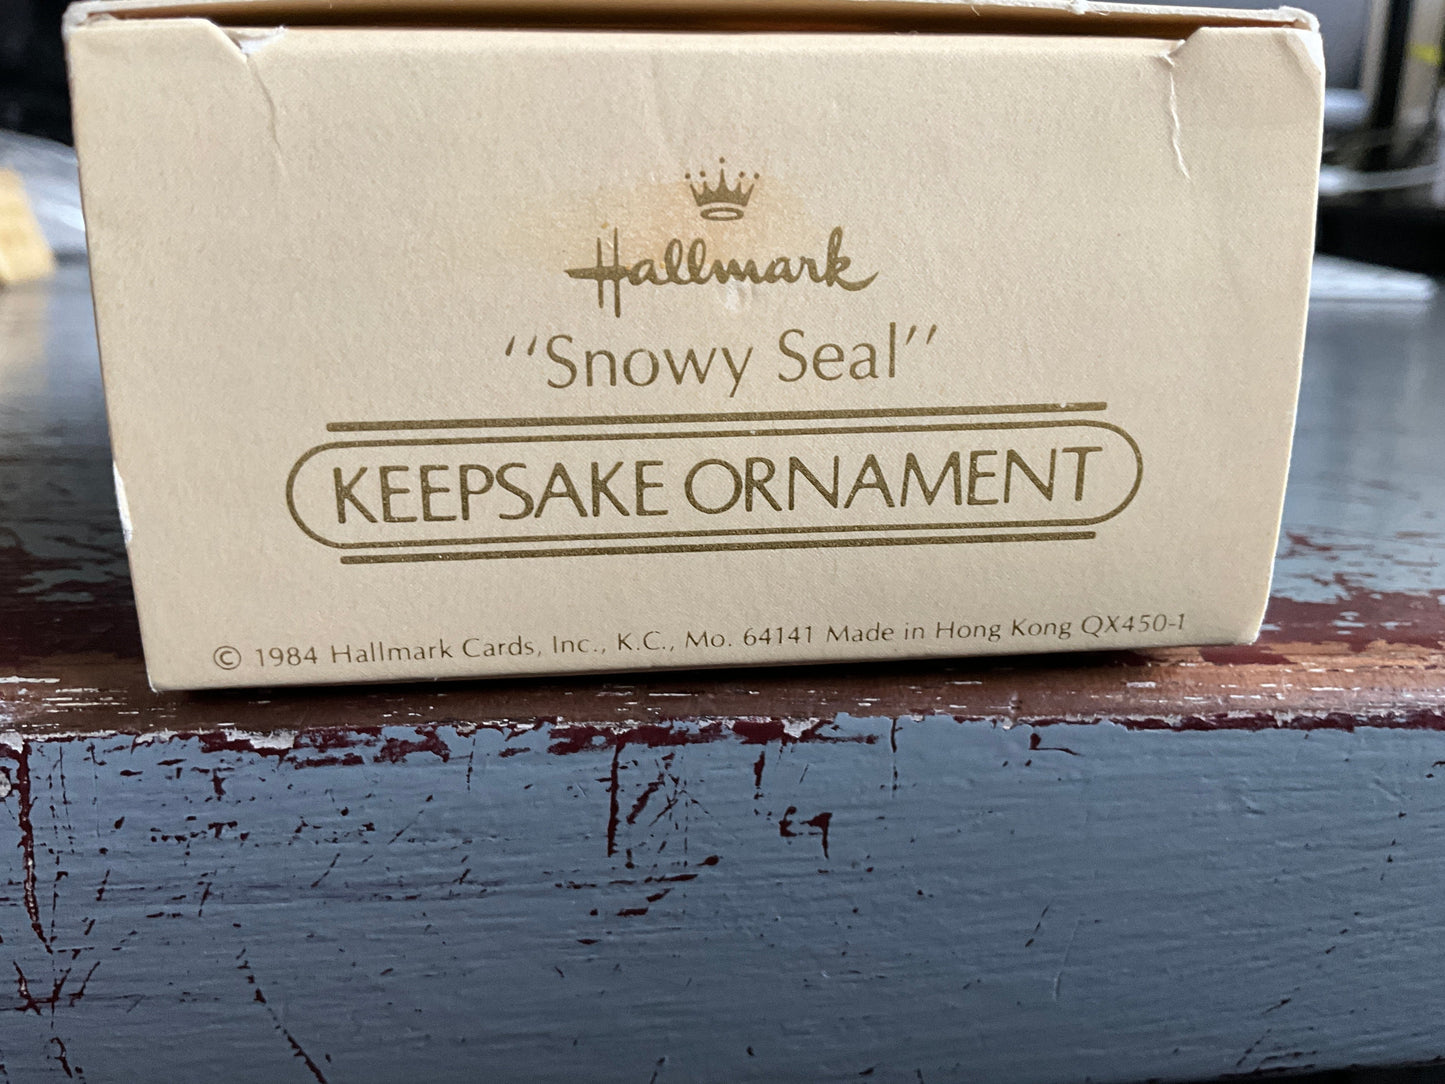 Hallmark
"Snowy Seal"
KEEPSAKE ORNAMENT
© 1984 Hallmark Cards, Inc., K.C., Mo. 64141 Made in Hong Kong QX450-1